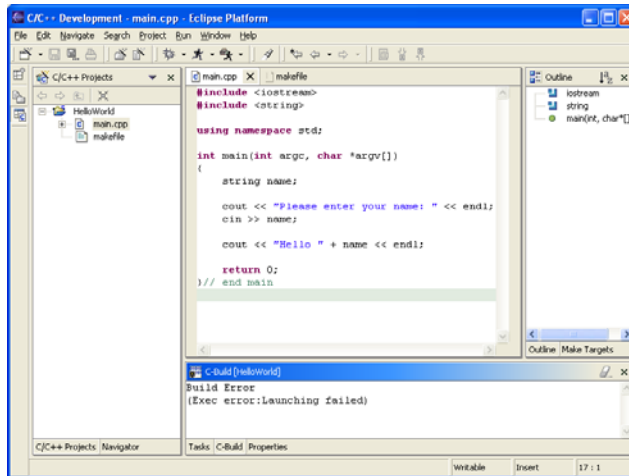 C/C++ Development - main.cpp - Eclipse Platform
File Edit Navigate Search Project Run Window Help
C/C++ Projects
HelloWorld
main.cpp
makefile
C/C++ Projects Navigator
main.cpp makefile
#include <iostream>
#include <string>
using namespace std;
int main(int argc, char *argv[])
{
string name;
cout << "Please enter your name: " << endl;
cin >> name;
cout << "Hello " + name << endl;
return 0;
}// end main
Outline
iostream
string
main(int, char*[]
Outline Make Targets
C-Build [HelloWorld]
Build Error
(Exec error:Launching failed)
Tasks C-Build Properties
Writable Insert 17 : 1